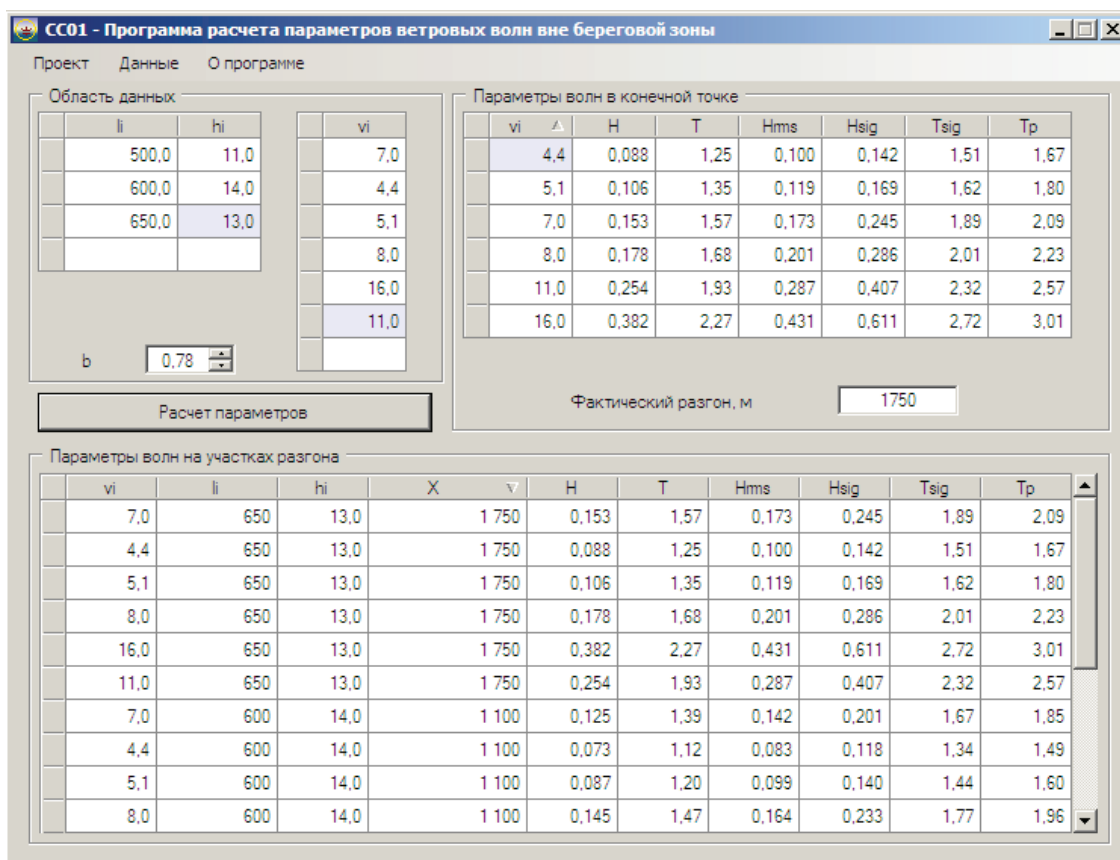 СС01 - Программа расчета параметров ветровых волн вне береговой зоны
Проект Данные О программе
Область данных
li hi
500,0 11,0
600,0 14,0
650,0 13,0
vi
7,0
4,4
5,1
8,0
16,0
11,0
b 0,78
Расчет параметров
Параметры волн в конечной точке
vi H T Hrms Hsig Tsig Tp
4,4 0,088 1,25 0,100 0,142 1,51 1,67
5,1 0,106 1,35 0,119 0,169 1,62 1,80
7,0 0,153 1,57 0,173 0,245 1,89 2,09
8,0 0,178 1,68 0,201 0,286 2,01 2,23
11,0 0,254 1,93 0,287 0,407 2,32 2,57
16,0 0,382 2,27 0,431 0,611 2,72 3,01
Фактический разгон, м 1750
Параметры волн на участках разгона
vi li hi X H T Hrms Hsig Tsig Tp
7,0 650 13,0 1 750 0,153 1,57 0,173 0,245 1,89 2,09
4,4 650 13,0 1 750 0,088 1,25 0,100 0,142 1,51 1,67
5,1 650 13,0 1 750 0,106 1,35 0,119 0,169 1,62 1,80
8,0 650 13,0 1 750 0,178 1,68 0,201 0,286 2,01 2,23
16,0 650 13,0 1 750 0,382 2,27 0,431 0,611 2,72 3,01
11,0 650 13,0 1 750 0,254 1,93 0,287 0,407 2,32 2,57
7,0 600 14,0 1 100 0,125 1,39 0,142 0,201 1,67 1,85
4,4 600 14,0 1 100 0,073 1,12 0,083 0,118 1,34 1,49
5,1 600 14,0 1 100 0,087 1,20 0,099 0,140 1,44 1,60
8,0 600 14,0 1 100 0,145 1,47 0,164 0,233 1,77 1,96